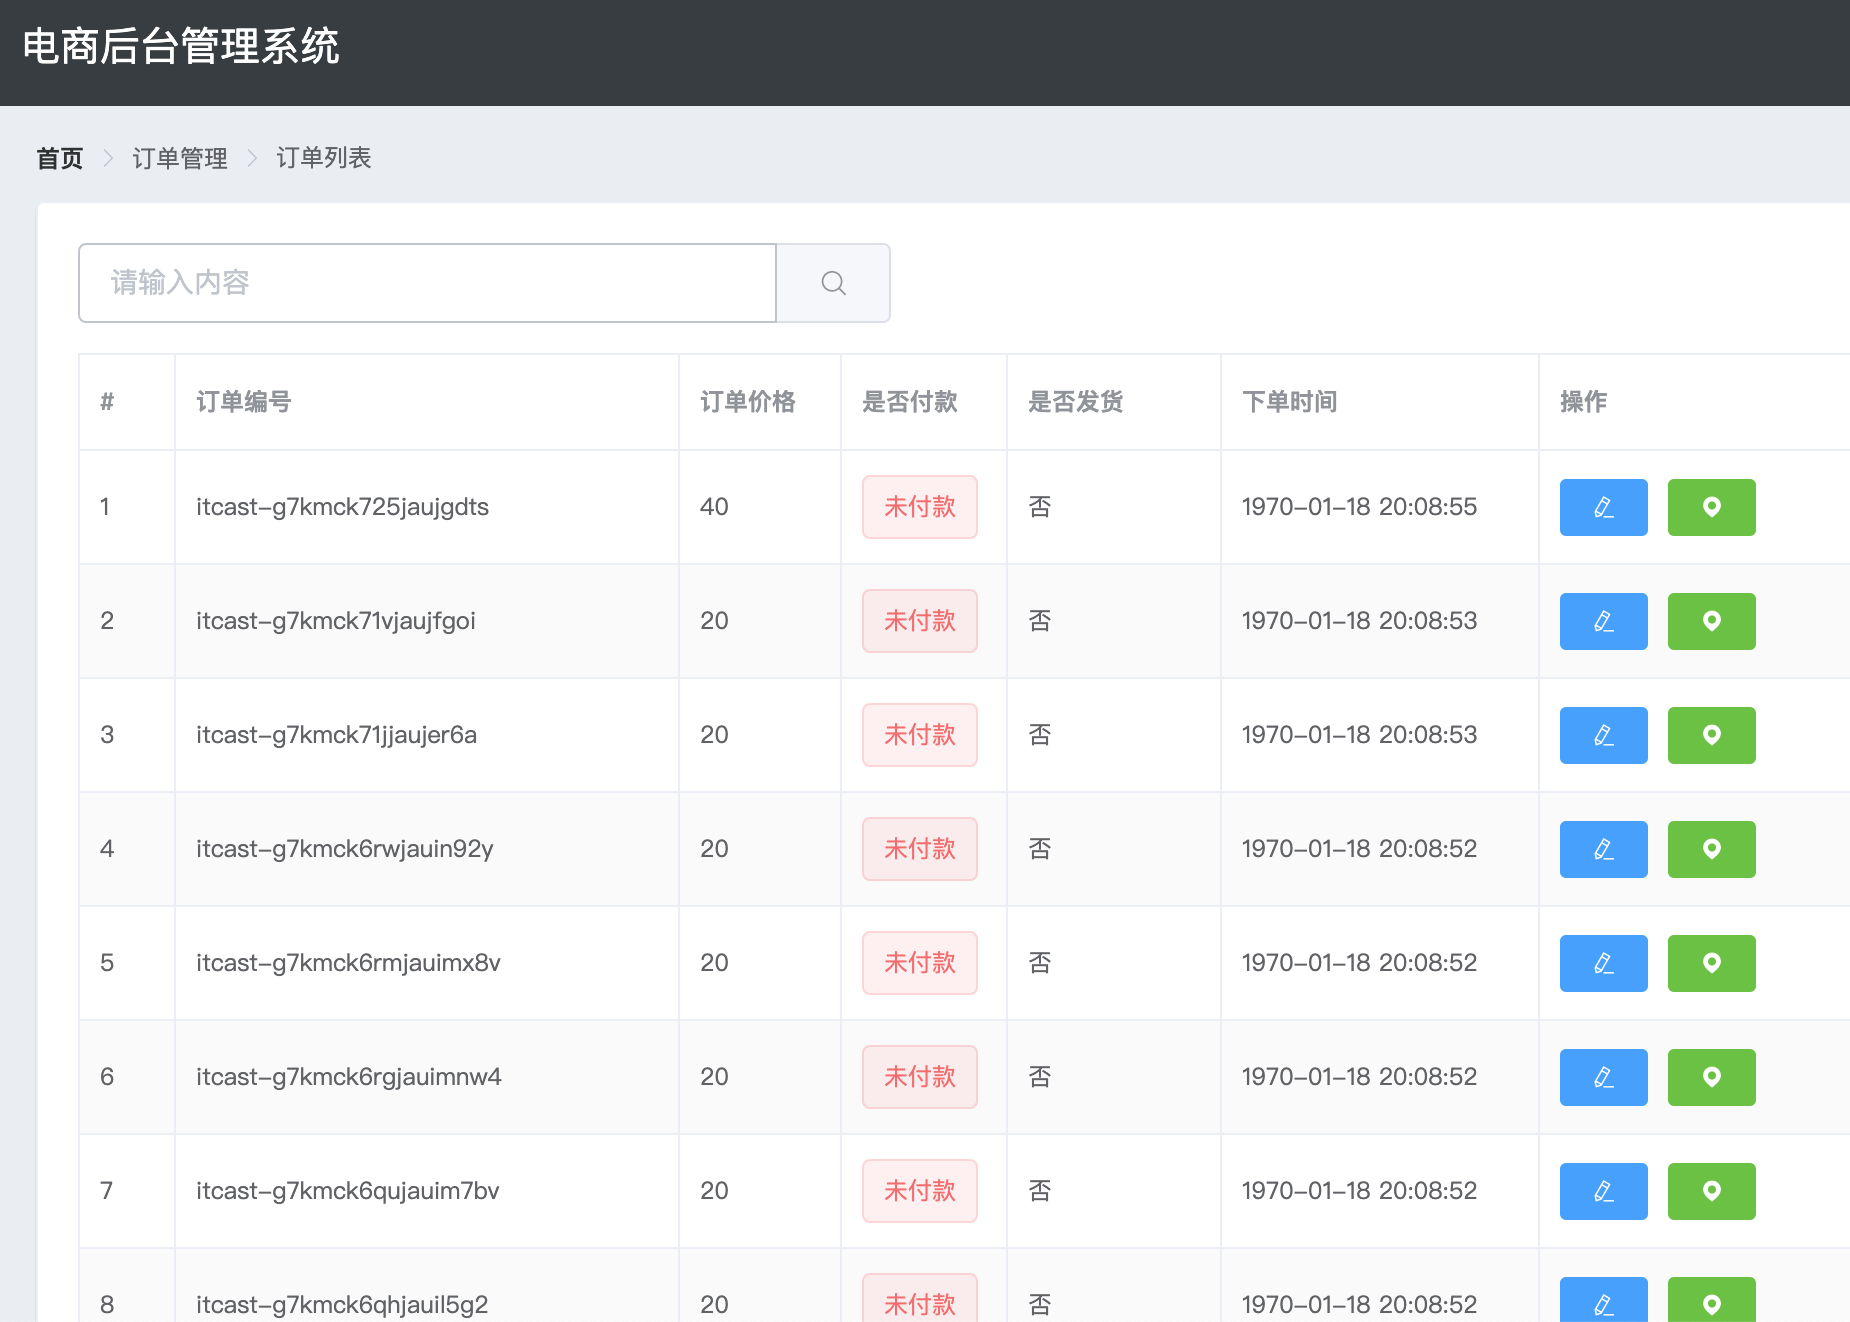 电商后台管理系统
首页 > 订单管理 > 订单列表
请输入内容
# 订单编号 订单价格 是否付款 是否发货 下单时间 操作
1 itcast-g7kmck725jaujgdts 40 未付款 否 1970-01-18 20:08:55
2 itcast-g7kmck71vjaujfgoi 20 未付款 否 1970-01-18 20:08:53
3 itcast-g7kmck71jjaujer6a 20 未付款 否 1970-01-18 20:08:53
4 itcast-g7kmck6rwjauin92y 20 未付款 否 1970-01-18 20:08:52
5 itcast-g7kmck6rmjauimx8v 20 未付款 否 1970-01-18 20:08:52
6 itcast-g7kmck6rgjauimnw4 20 未付款 否 1970-01-18 20:08:52
7 itcast-g7kmck6qujauim7bv 20 未付款 否 1970-01-18 20:08:52
8 itcast-g7kmck6qhjauil5g2 20 未付款 否 1970-01-18 20:08:52